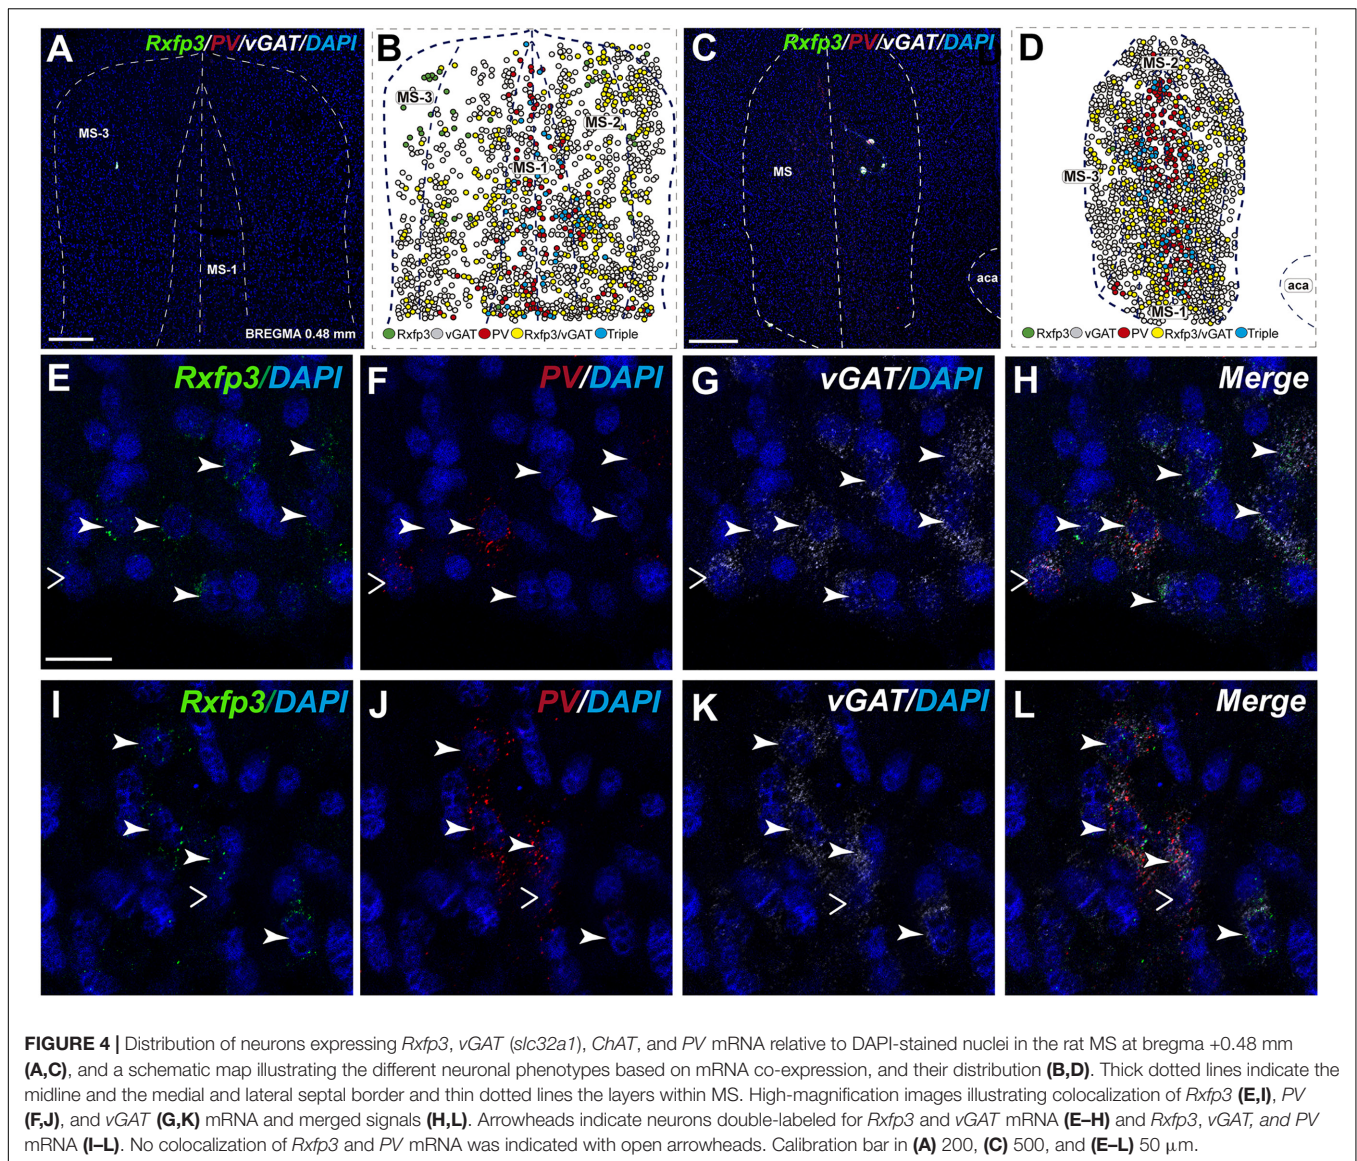 A
Rxfp3/PV/vGAT/DAPI
MS-3
MS-1
BREGMA 0.48 mm
B
MS-3
MS-2
MS-1
Rxfp3 vGAT PV Rxfp3/vGAT Triple
C
Rxfp3/PV/vGAT/DAPI
MS
aca
D
MS-2
MS-3
MS-1
aca
Rxfp3 vGAT PV Rxfp3/vGAT Triple
E
Rxfp3/DAPI
F
PV/DAPI
G
vGAT/DAPI
H
Merge
I
Rxfp3/DAPI
J
PV/DAPI
K
vGAT/DAPI
L
Merge
FIGURE 4 | Distribution of neurons expressing Rxfp3, vGAT (slc32a1), ChAT, and PV mRNA relative to DAPI-stained nuclei in the rat MS at bregma +0.48 mm
(A,C), and a schematic map illustrating the different neuronal phenotypes based on mRNA co-expression, and their distribution (B,D). Thick dotted lines indicate the
midline and the medial and lateral septal border and thin dotted lines the layers within MS. High-magnification images illustrating colocalization of Rxfp3 (E,I), PV
(F,J), and vGAT (G,K) mRNA and merged signals (H,L). Arrowheads indicate neurons double-labeled for Rxfp3 and vGAT mRNA (E–H) and Rxfp3, vGAT, and PV
mRNA (I–L). No colocalization of Rxfp3 and PV mRNA was indicated with open arrowheads. Calibration bar in (A) 200, (C) 500, and (E–L) 50 μm.